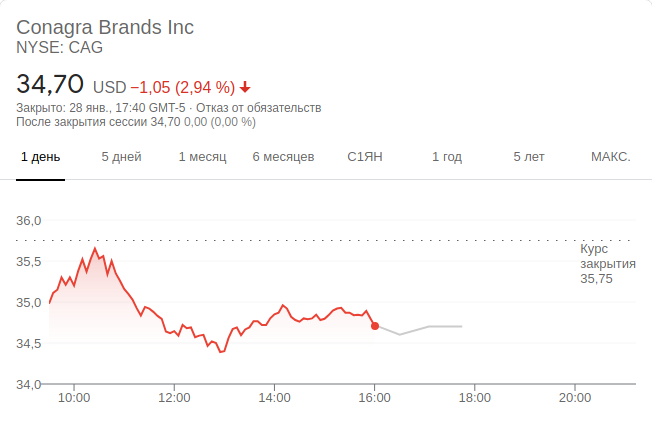 Conagra Brands Inc
NYSE: CAG
34,70 USD −1,05 (2,94 %)
Закрыто: 28 янв., 17:40 GMT-5 · Отказ от обязательств
После закрытия сессии 34,70 0,00 (0,00 %)
1 день 5 дней 1 месяц 6 месяцев С1ЯН 1 год 5 лет МАКС.
36,0
Курс
закрытия
35,75
35,5
35,0
34,5
34,0
10:00 12:00 14:00 16:00 18:00 20:00